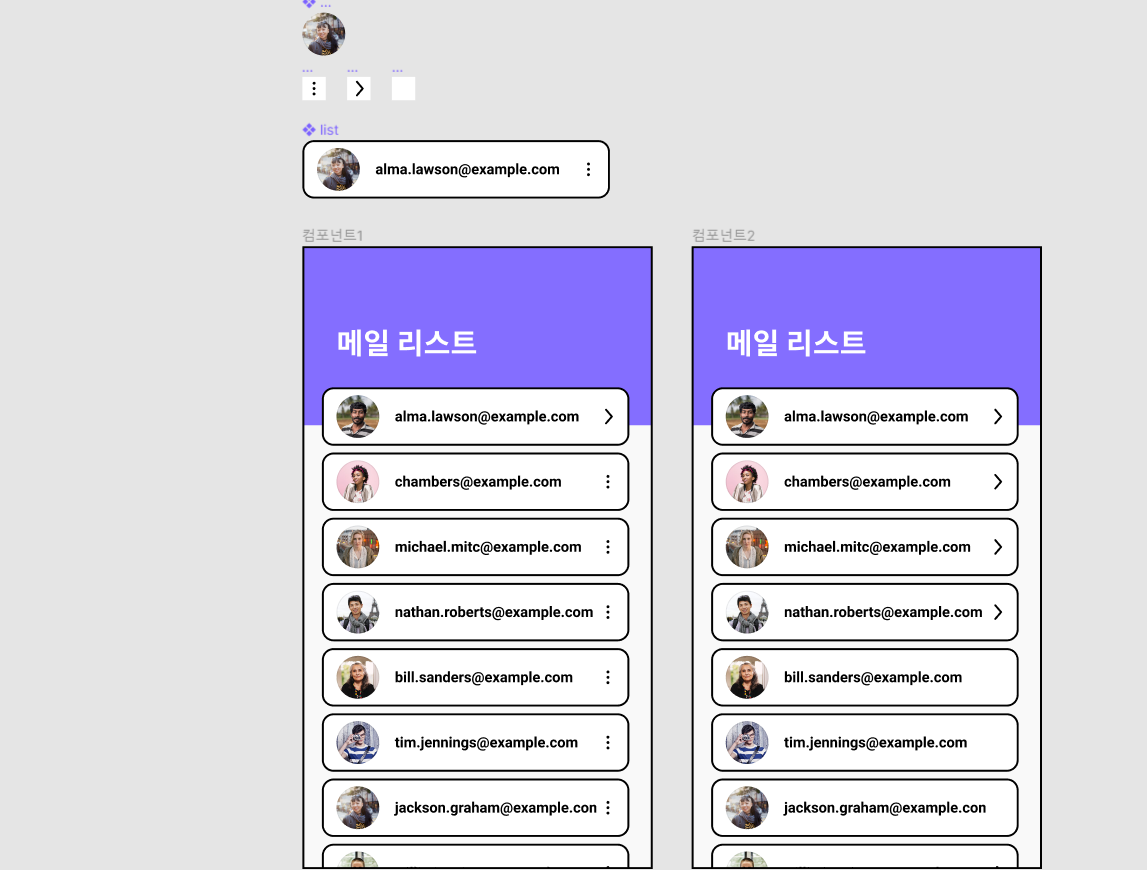 ...
... ... ...
list
alma.lawson@example.com
컴포넌트1
메일 리스트
alma.lawson@example.com
chambers@example.com
michael.mitc@example.com
nathan.roberts@example.com
bill.sanders@example.com
tim.jennings@example.com
jackson.graham@example.con
컴포넌트2
메일 리스트
alma.lawson@example.com
chambers@example.com
michael.mitc@example.com
nathan.roberts@example.com
bill.sanders@example.com
tim.jennings@example.com
jackson.graham@example.con